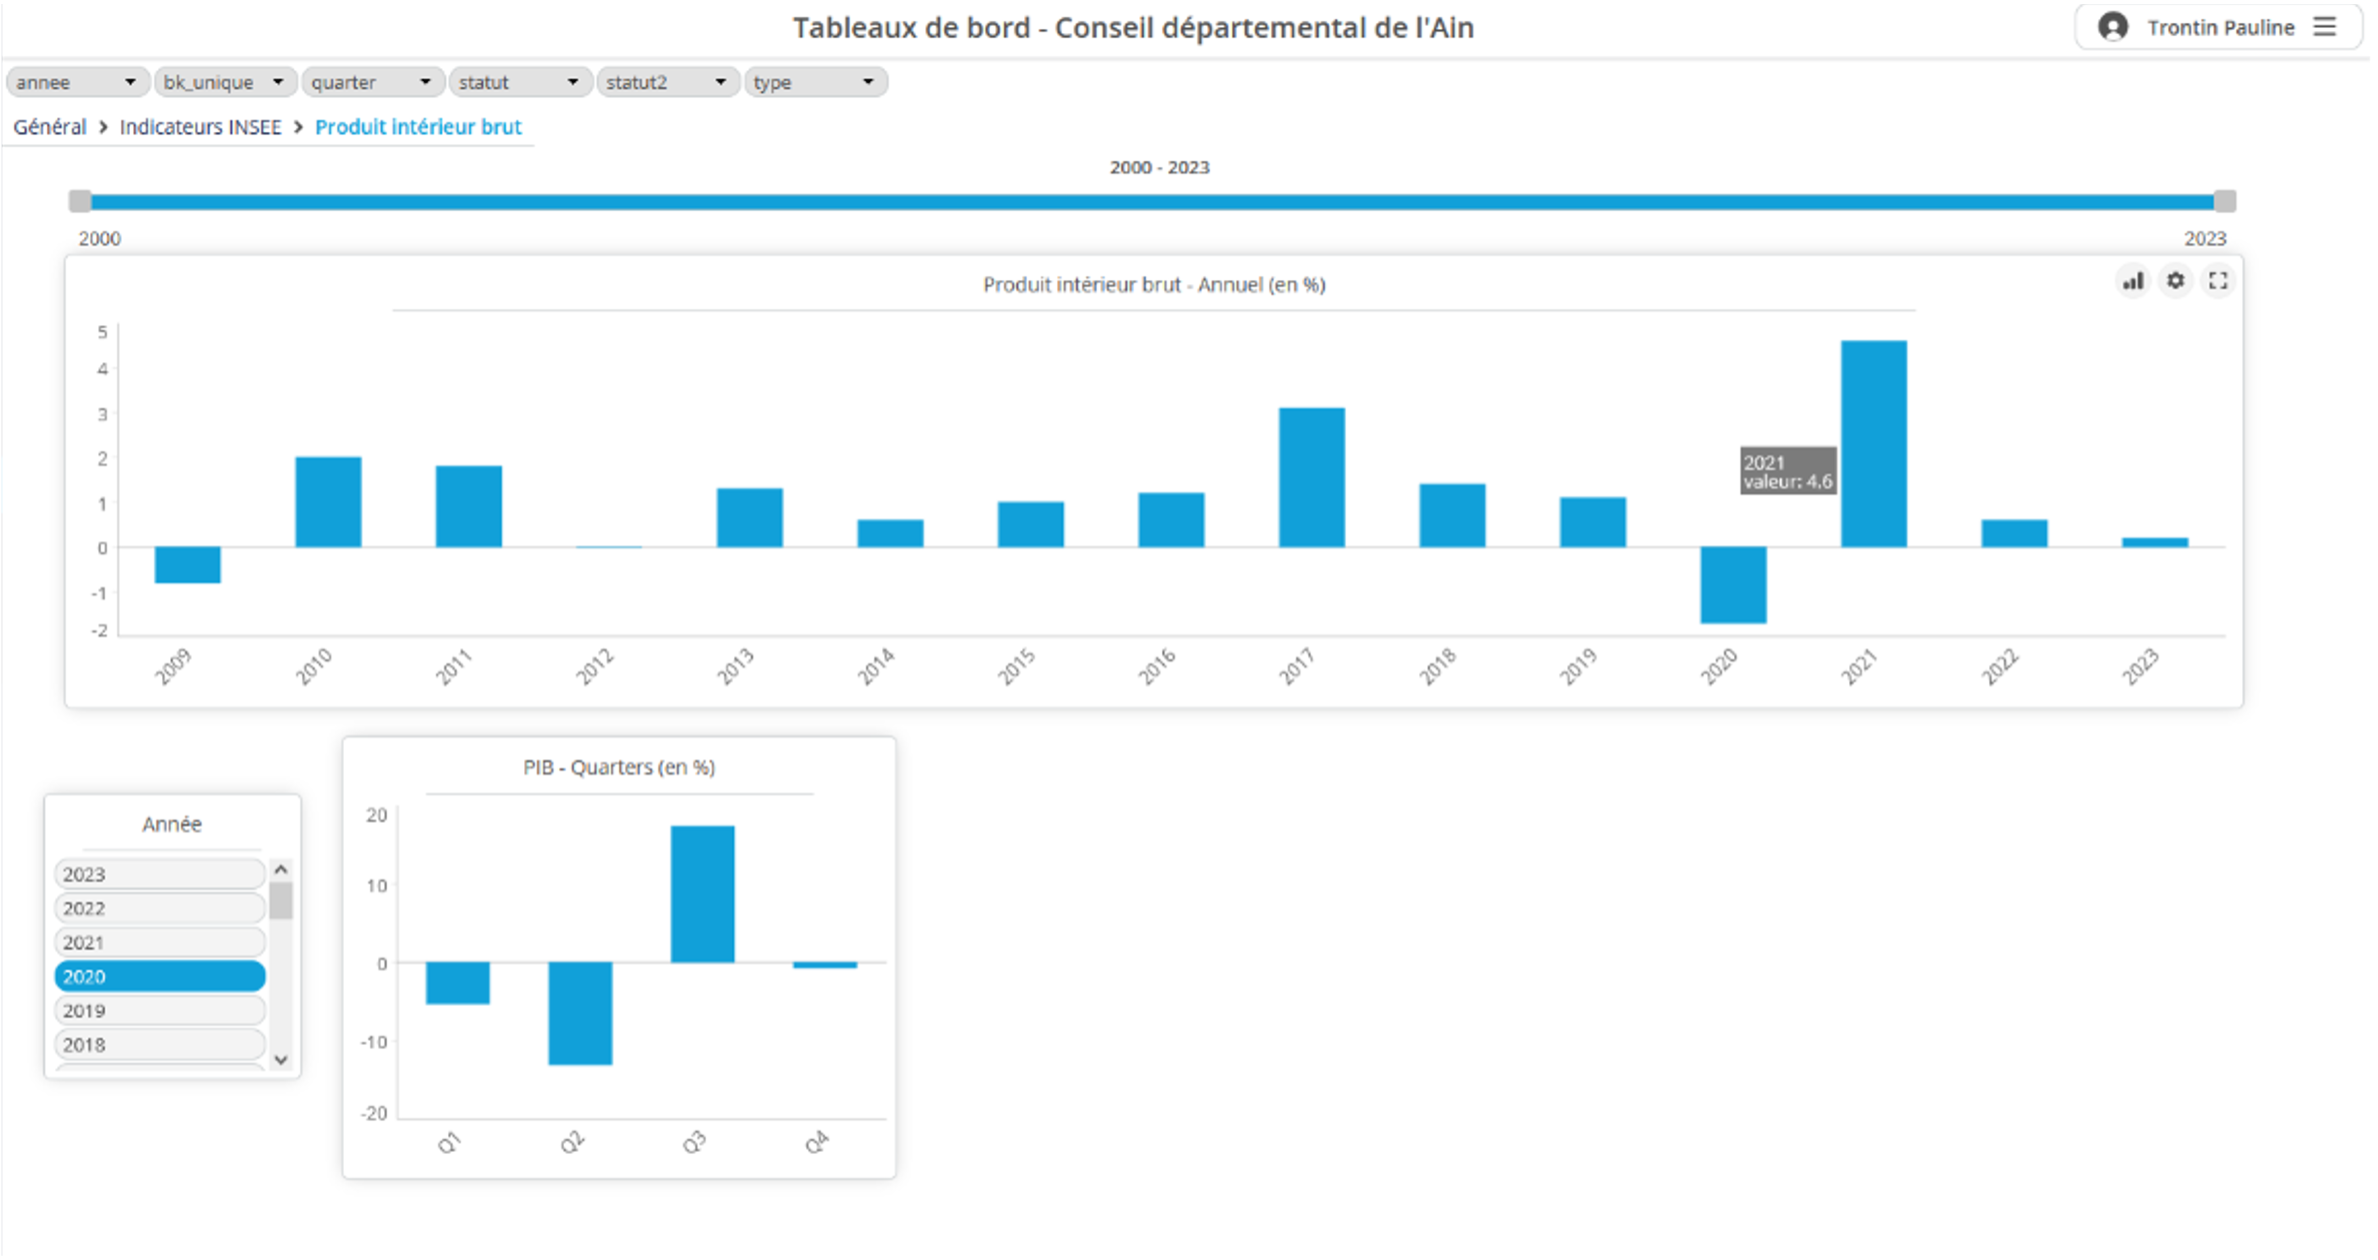 Tableaux de bord - Conseil départemental de l'Ain
Trontin Pauline
annee bk_unique quarter statut statut2 type
Général > Indicateurs INSEE > Produit intérieur brut
2000 - 2023
2000 2023
Produit intérieur brut - Annuel (en %)
5
4
3
2
1
0
-1
-2
2021
valeur: 4.6
2009 2010 2011 2012 2013 2014 2015 2016 2017 2018 2019 2020 2021 2022 2023
Année
2023
2022
2021
2020
2019
2018
PIB - Quarters (en %)
20
10
0
-10
-20
Q1 Q2 Q3 Q4